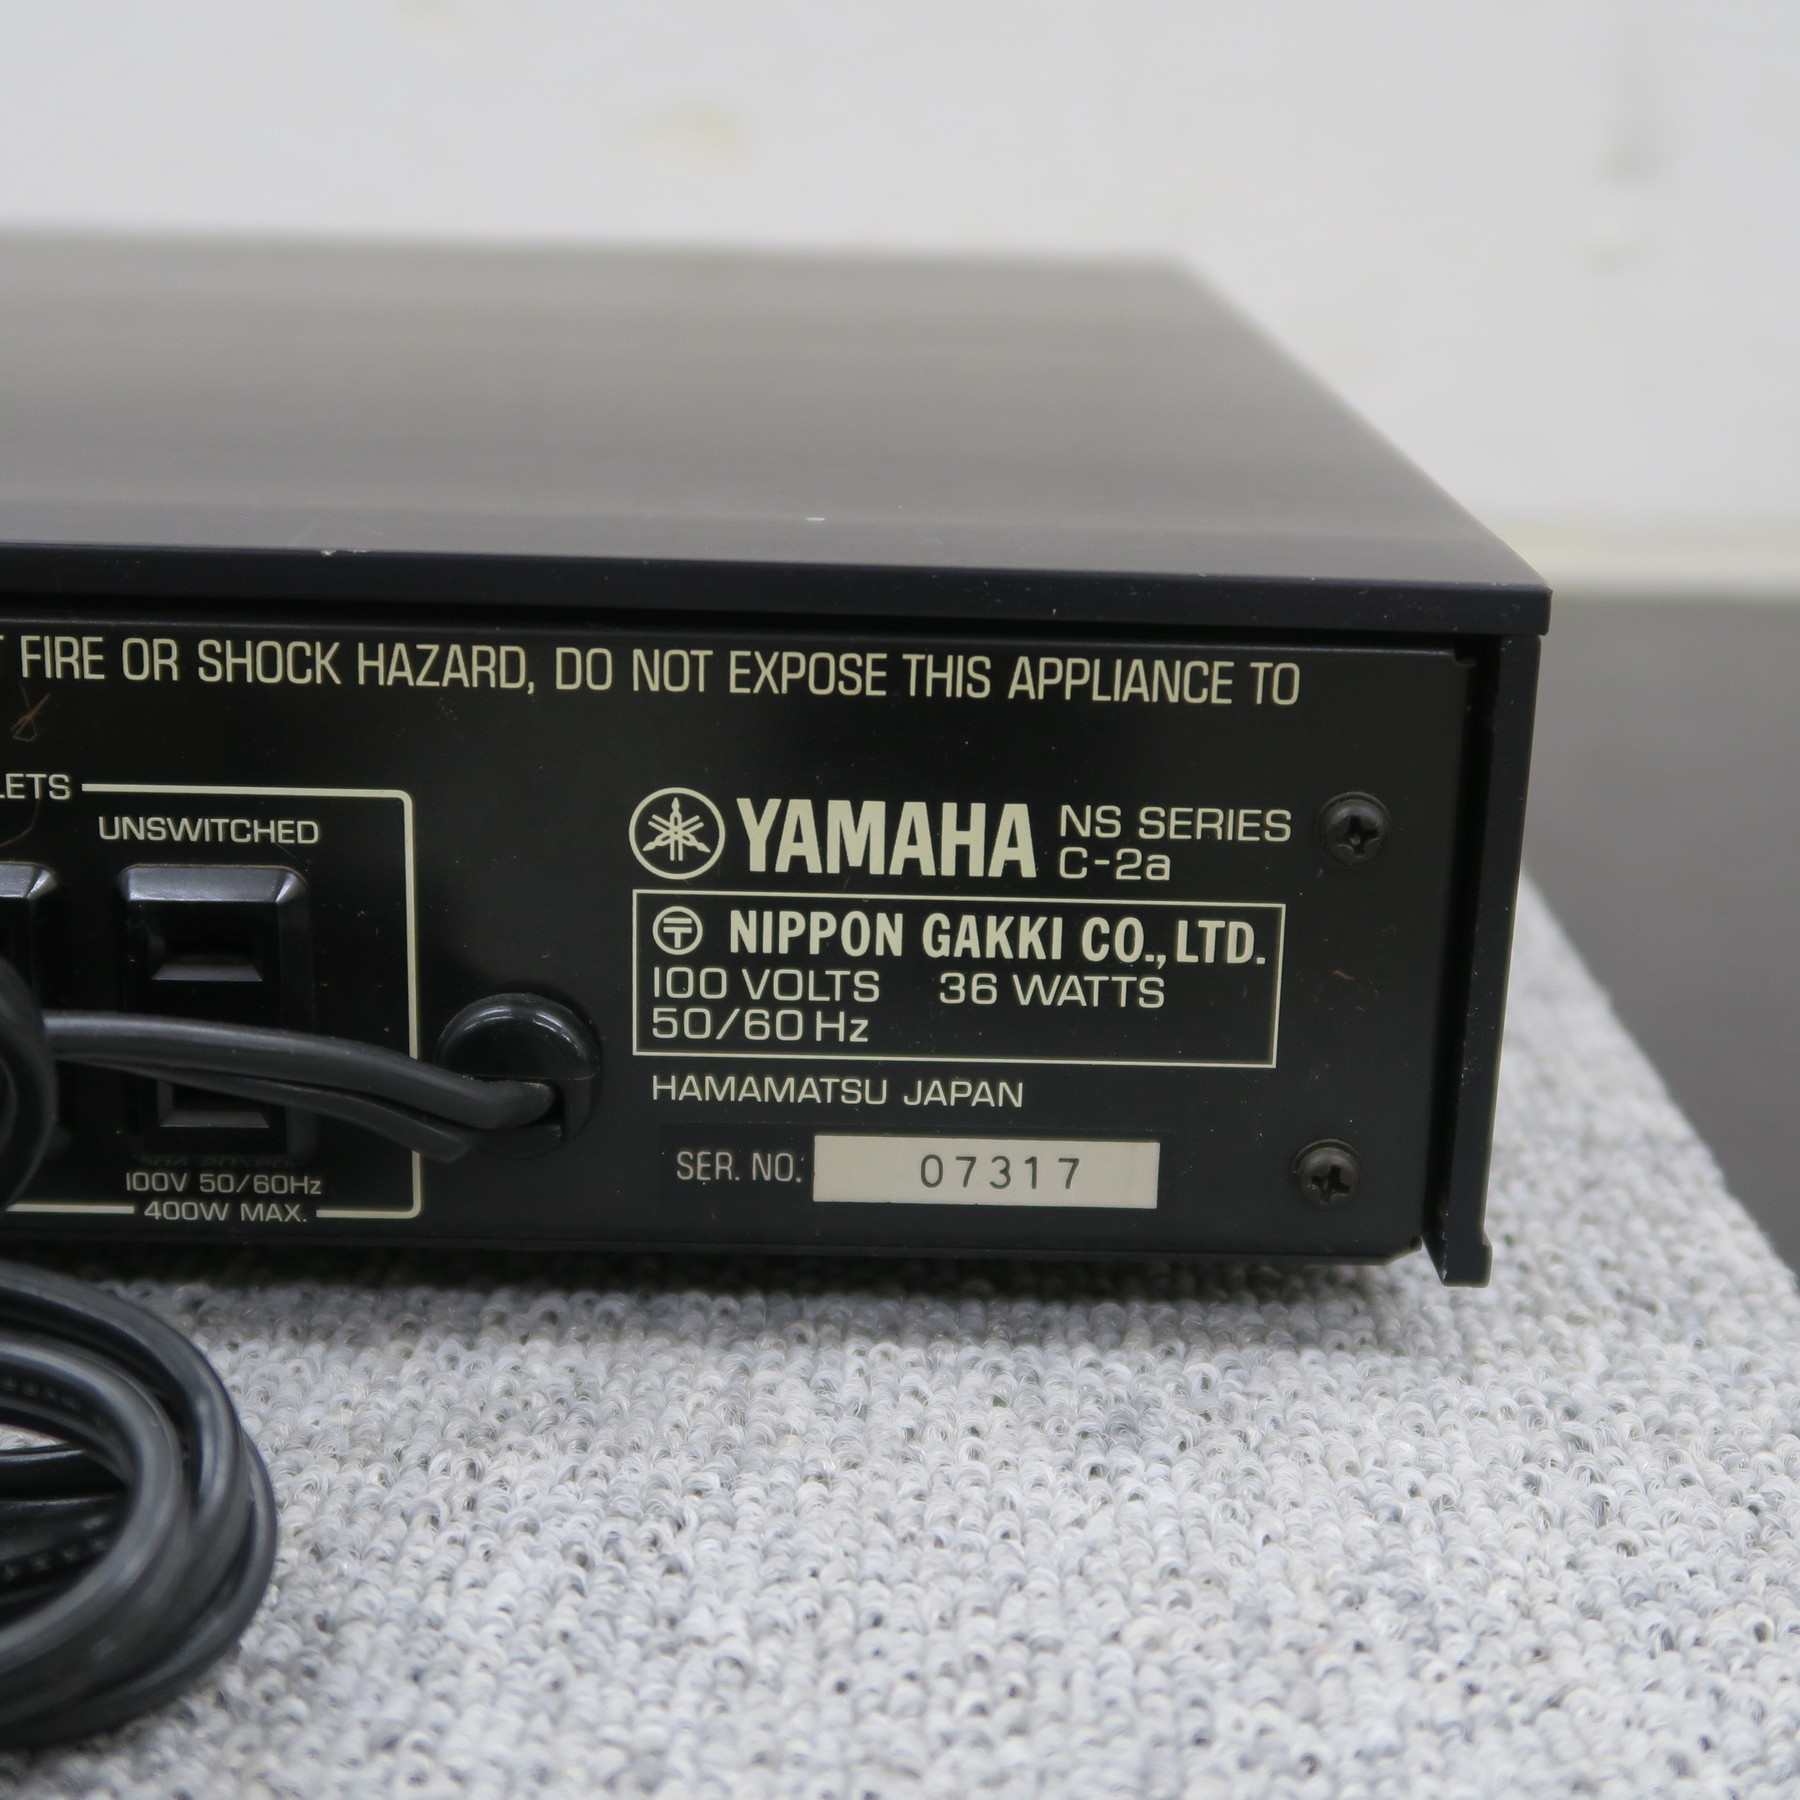 FIRE OR SHOCK HAZARD, DO NOT EXPOSE THIS APPLIANCE TO
LETS
UNSWITCHED
100V 50/60Hz
400W MAX.
YAMAHA NS SERIES
C-2a
〒 NIPPON GAKKI CO., LTD.
100 VOLTS 36 WATTS
50/60 Hz
HAMAMATSU JAPAN
SER. NO. 07317